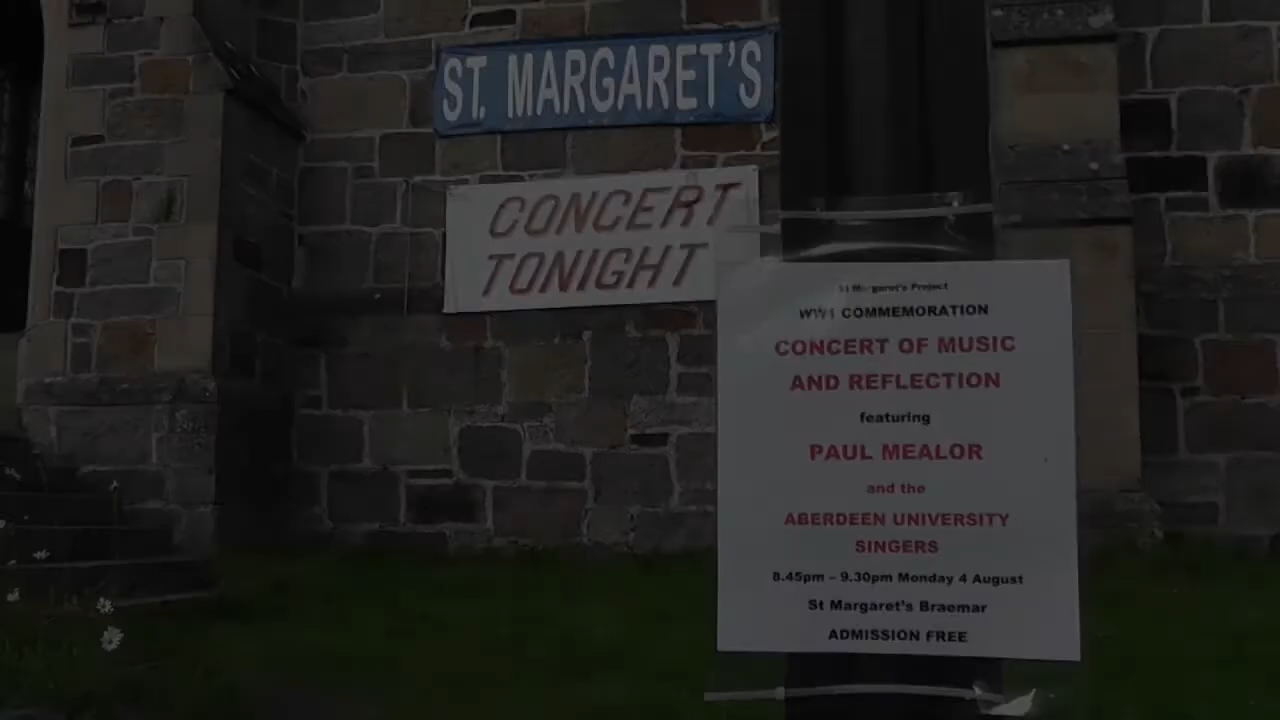 ST. MARGARET'S
CONCERT
TONIGHT
St Margaret's Project
WW1 COMMEMORATION
CONCERT OF MUSIC
AND REFLECTION
featuring
PAUL MEALOR
and the
ABERDEEN UNIVERSITY
SINGERS
8.45pm – 9.30pm Monday 4 August
St Margaret's Braemar
ADMISSION FREE